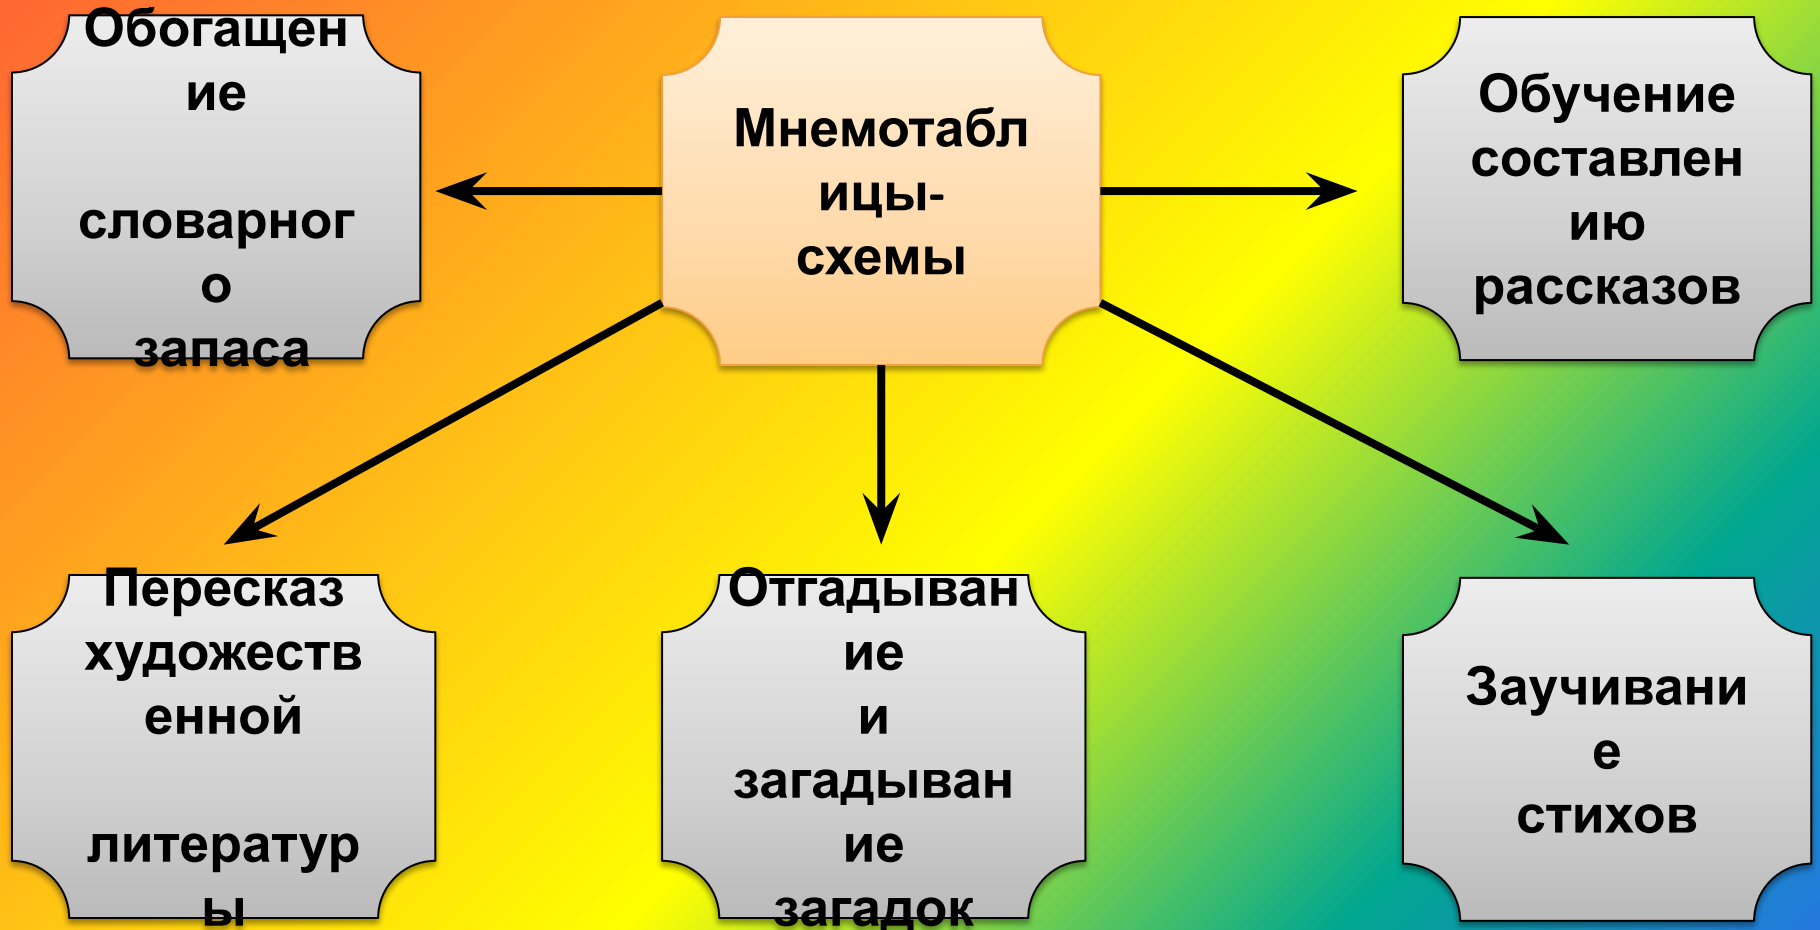 Обогащен
ие
словарног
о
запаса
Мнемотабл
ицы-
схемы
Обучение
составлен
ию
рассказов
Пересказ
художеств
енной
литератур
ы
Отгадыван
ие
и
загадыван
ие
загадок
Заучивани
е
стихов